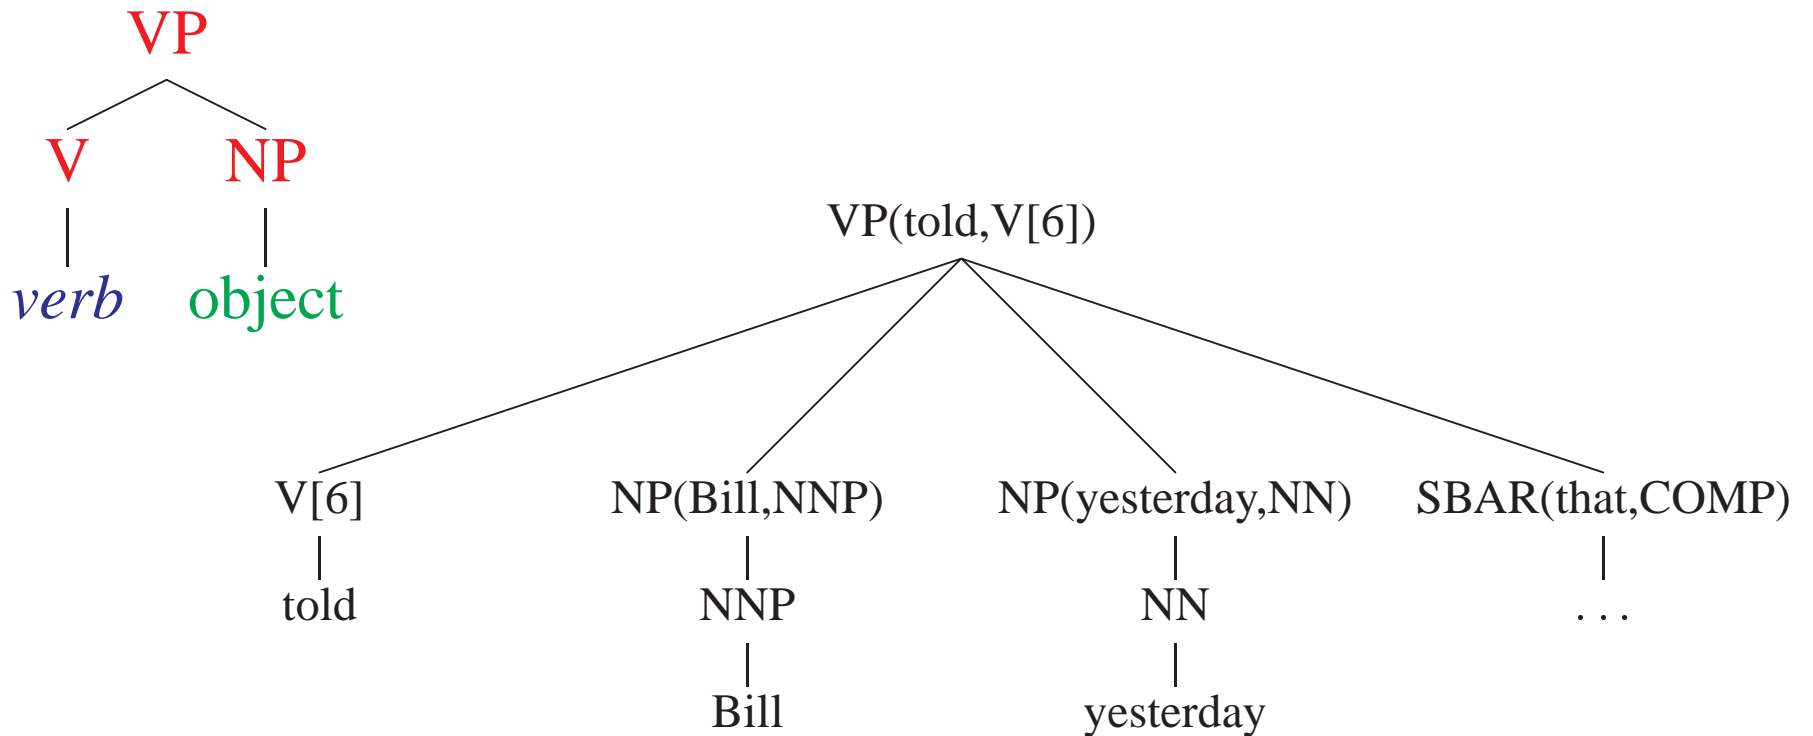 VP
V NP
verb object
VP(told,V[6])
V[6] NP(Bill,NNP) NP(yesterday,NN) SBAR(that,COMP)
told NNP NN . . .
Bill yesterday